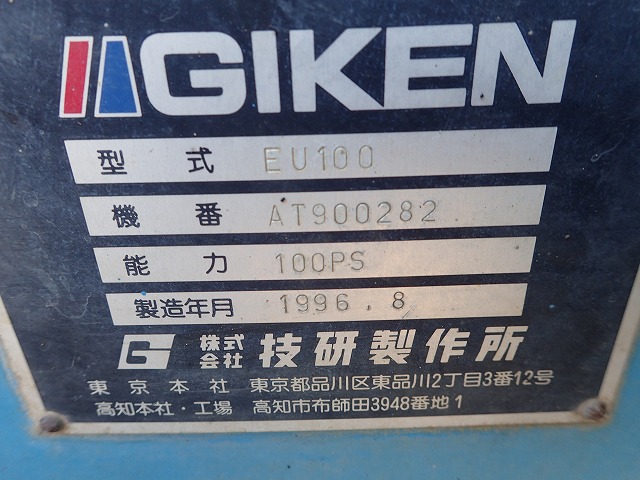 GIKEN
型式 EU100
機番 AT900282
能力 100PS
製造年月 1996.8
G 株式会社 技研製作所
東京本社 東京都品川区東品川2丁目3番12号
高知本社・工場 高知市布師田3948番地1